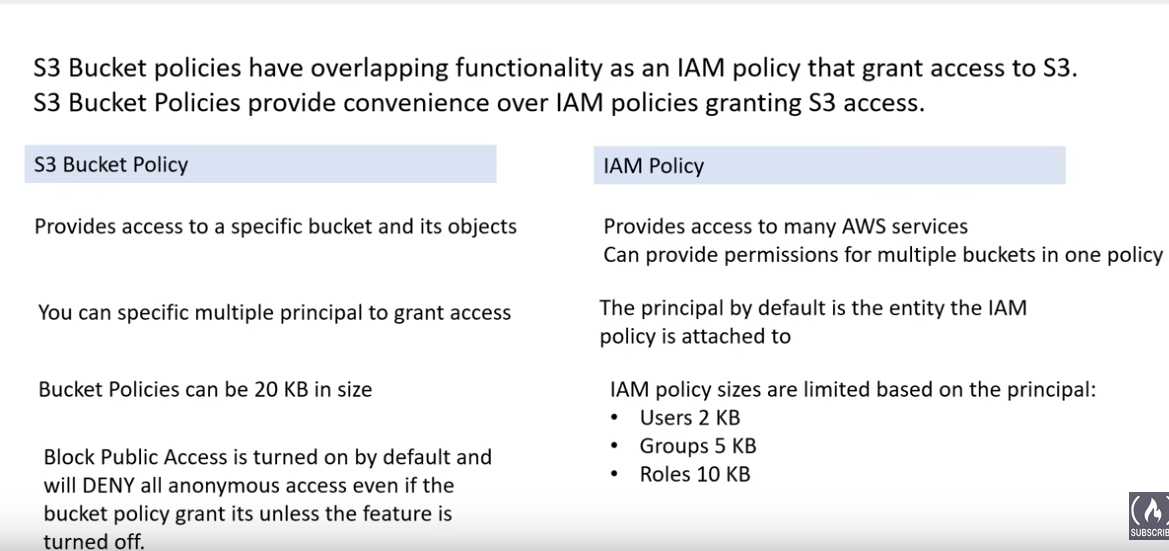 S3 Bucket policies have overlapping functionality as an IAM policy that grant access to S3.
S3 Bucket Policies provide convenience over IAM policies granting S3 access.
S3 Bucket Policy
Provides access to a specific bucket and its objects
You can specific multiple principal to grant access
Bucket Policies can be 20 KB in size
Block Public Access is turned on by default and
will DENY all anonymous access even if the
bucket policy grant its unless the feature is
turned off.
IAM Policy
Provides access to many AWS services
Can provide permissions for multiple buckets in one policy
The principal by default is the entity the IAM
policy is attached to
IAM policy sizes are limited based on the principal:
• Users 2 KB
• Groups 5 KB
• Roles 10 KB
SUBSCRIB